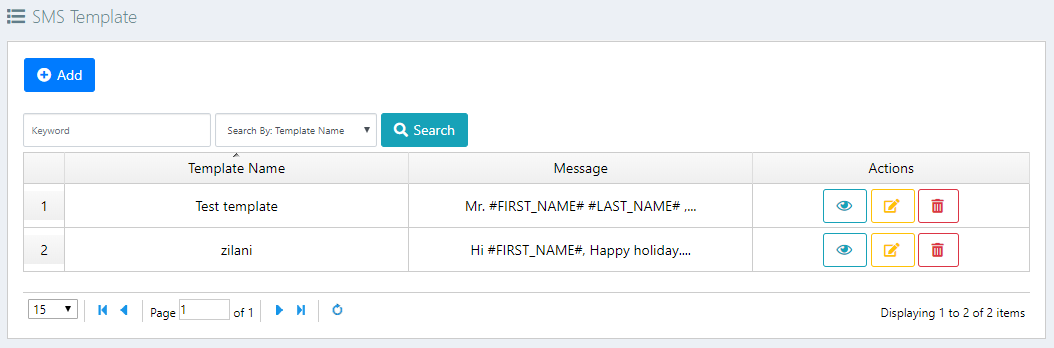 SMS Template
Add
Keyword Search By: Template Name Search
Template Name Message Actions
1 Test template Mr. #FIRST_NAME# #LAST_NAME# ,...
2 zilani Hi #FIRST_NAME#, Happy holiday....
15 Page 1 of 1 Displaying 1 to 2 of 2 items